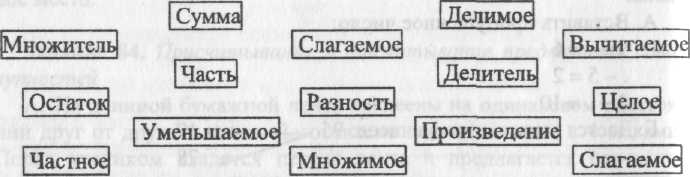 Сумма Делимое
Множитель Слагаемое Вычитаемое
Часть Делитель
Остаток Разность Целое
Уменьшаемое Произведение
Частное Множимое Слагаемое